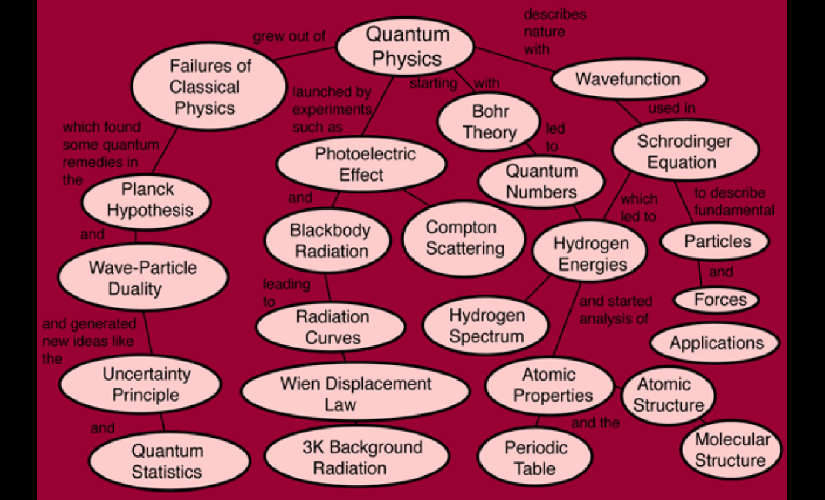 Quantum
Physics
grew out of
Failures of
Classical
Physics
which found
some quantum
remedies in
the
Planck
Hypothesis
and
Wave-Particle
Duality
and generated
new ideas like
the
Uncertainty
Principle
and
Quantum
Statistics
launched by
experiments
such as
Photoelectric
Effect
and
Blackbody
Radiation
Compton
Scattering
leading
to
Radiation
Curves
Wien Displacement
Law
3K Background
Radiation
starting with
Bohr
Theory
led
to
Quantum
Numbers
Hydrogen
Energies
Hydrogen
Spectrum
and started
analysis of
Atomic
Properties
and the
Periodic
Table
Atomic
Structure
Molecular
Structure
describes
nature
with
Wavefunction
used in
Schrodinger
Equation
which
led to
to describe
fundamental
Particles
and
Forces
Applications